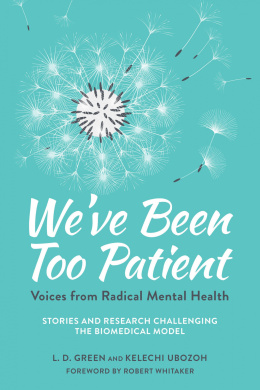 We've Been
Too Patient
Voices from Radical Mental Health
STORIES AND RESEARCH CHALLENGING
THE BIOMEDICAL MODEL
L. D. GREEN AND KELECHI UBOZOH
FOREWORD BY ROBERT WHITAKER